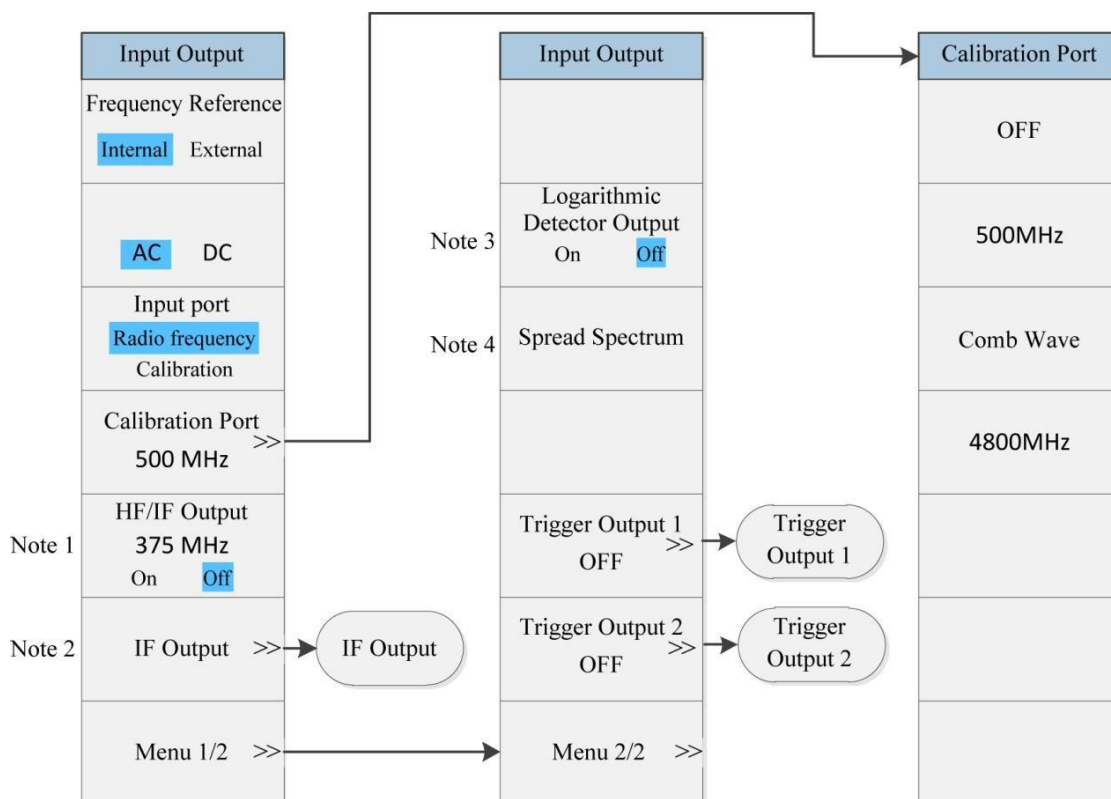 Input Output
Frequency Reference
Internal External
AC DC
Input port
Radio frequency
Calibration
Calibration Port
>>
500 MHz
Note 1
HF/IF Output
375 MHz
On Off
Note 2
IF Output >>
IF Output
Menu 1/2 >>
Input Output
Note 3
Logarithmic
Detector Output
On Off
Note 4
Spread Spectrum
Trigger Output 1
>>
OFF
Trigger
Output 1
Trigger Output 2
>>
OFF
Trigger
Output 2
Menu 2/2 >>
Calibration Port
OFF
500MHz
Comb Wave
4800MHz